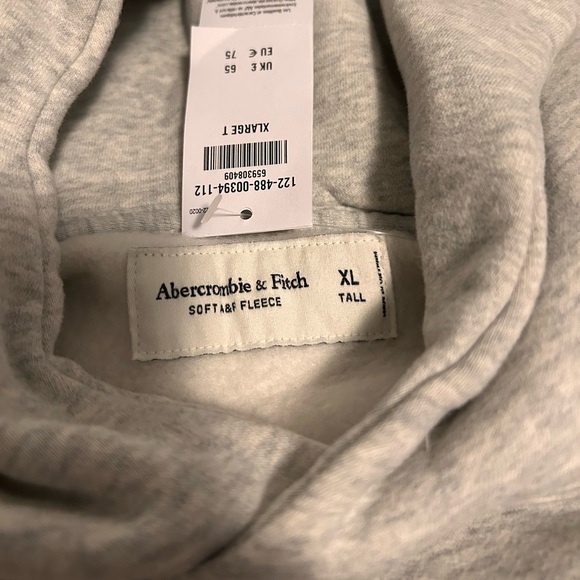 EU € 75
UK £ 65
XLARGE T
659308409
122-488-00394-112
Abercrombie & Fitch
SOFT A&F FLEECE
XL
TALL